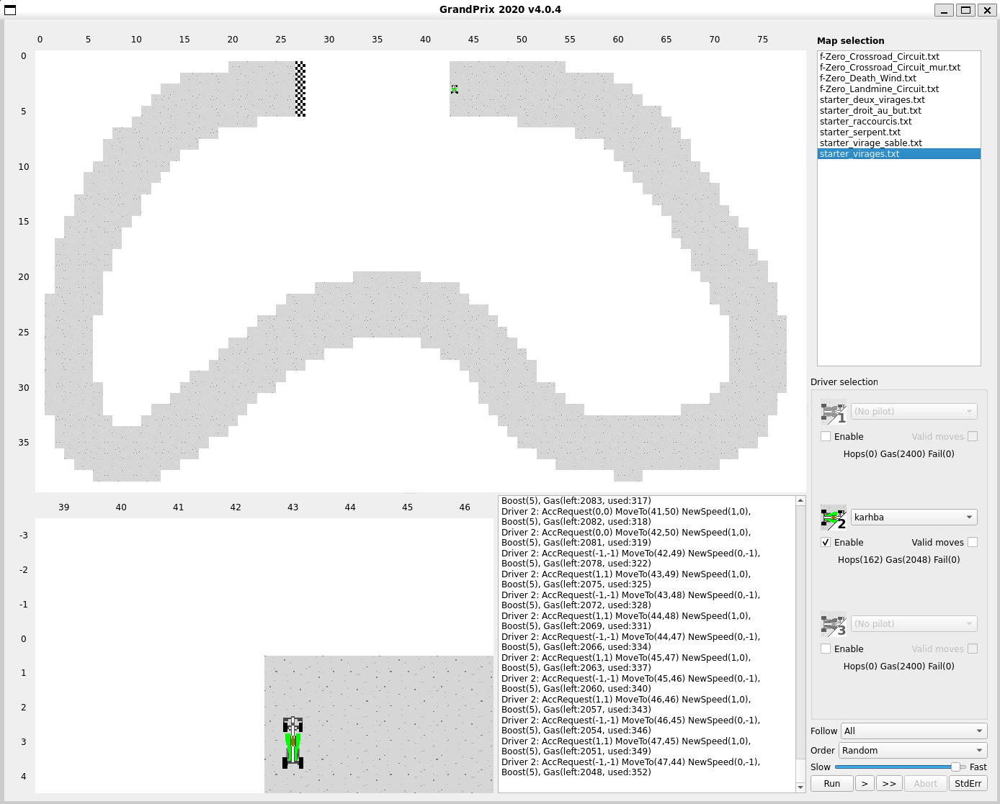 GrandPrix 2020 v4.0.4
0 5 10 15 20 25 30 35 40 45 50 55 60 65 70 75
0
5
10
15
20
25
30
35
Map selection
f-Zero_Crossroad_Circuit.txt
f-Zero_Crossroad_Circuit_mur.txt
f-Zero_Death_Wind.txt
f-Zero_Landmine_Circuit.txt
starter_deux_virages.txt
starter_droit_au_but.txt
starter_raccourcis.txt
starter_serpent.txt
starter_virage_sable.txt
starter_virages.txt
39 40 41 42 43 44 45 46
-3
-2
-1
0
1
2
3
4
Boost(5), Gas(left:2083, used:317)
Driver 2: AccRequest(0,0) MoveTo(41,50) NewSpeed(1,0),
Boost(5), Gas(left:2082, used:318)
Driver 2: AccRequest(0,0) MoveTo(42,50) NewSpeed(1,0),
Boost(5), Gas(left:2081, used:319)
Driver 2: AccRequest(-1,-1) MoveTo(42,49) NewSpeed(0,-1),
Boost(5), Gas(left:2078, used:322)
Driver 2: AccRequest(1,1) MoveTo(43,49) NewSpeed(1,0),
Boost(5), Gas(left:2075, used:325)
Driver 2: AccRequest(-1,-1) MoveTo(43,48) NewSpeed(0,-1),
Boost(5), Gas(left:2072, used:328)
Driver 2: AccRequest(1,1) MoveTo(44,48) NewSpeed(1,0),
Boost(5), Gas(left:2069, used:331)
Driver 2: AccRequest(-1,-1) MoveTo(44,47) NewSpeed(0,-1),
Boost(5), Gas(left:2066, used:334)
Driver 2: AccRequest(1,1) MoveTo(45,47) NewSpeed(1,0),
Boost(5), Gas(left:2063, used:337)
Driver 2: AccRequest(-1,-1) MoveTo(45,46) NewSpeed(0,-1),
Boost(5), Gas(left:2060, used:340)
Driver 2: AccRequest(1,1) MoveTo(46,46) NewSpeed(1,0),
Boost(5), Gas(left:2057, used:343)
Driver 2: AccRequest(-1,-1) MoveTo(46,45) NewSpeed(0,-1),
Boost(5), Gas(left:2054, used:346)
Driver 2: AccRequest(1,1) MoveTo(47,45) NewSpeed(1,0),
Boost(5), Gas(left:2051, used:349)
Driver 2: AccRequest(-1,-1) MoveTo(47,44) NewSpeed(0,-1),
Boost(5), Gas(left:2048, used:352)
Driver selection
1 (No pilot)
Enable Valid moves
Hops(0) Gas(2400) Fail(0)
2 karhba
Enable Valid moves
Hops(162) Gas(2048) Fail(0)
3 (No pilot)
Enable Valid moves
Hops(0) Gas(2400) Fail(0)
Follow All
Order Random
Slow Fast
Run > >> Abort StdErr